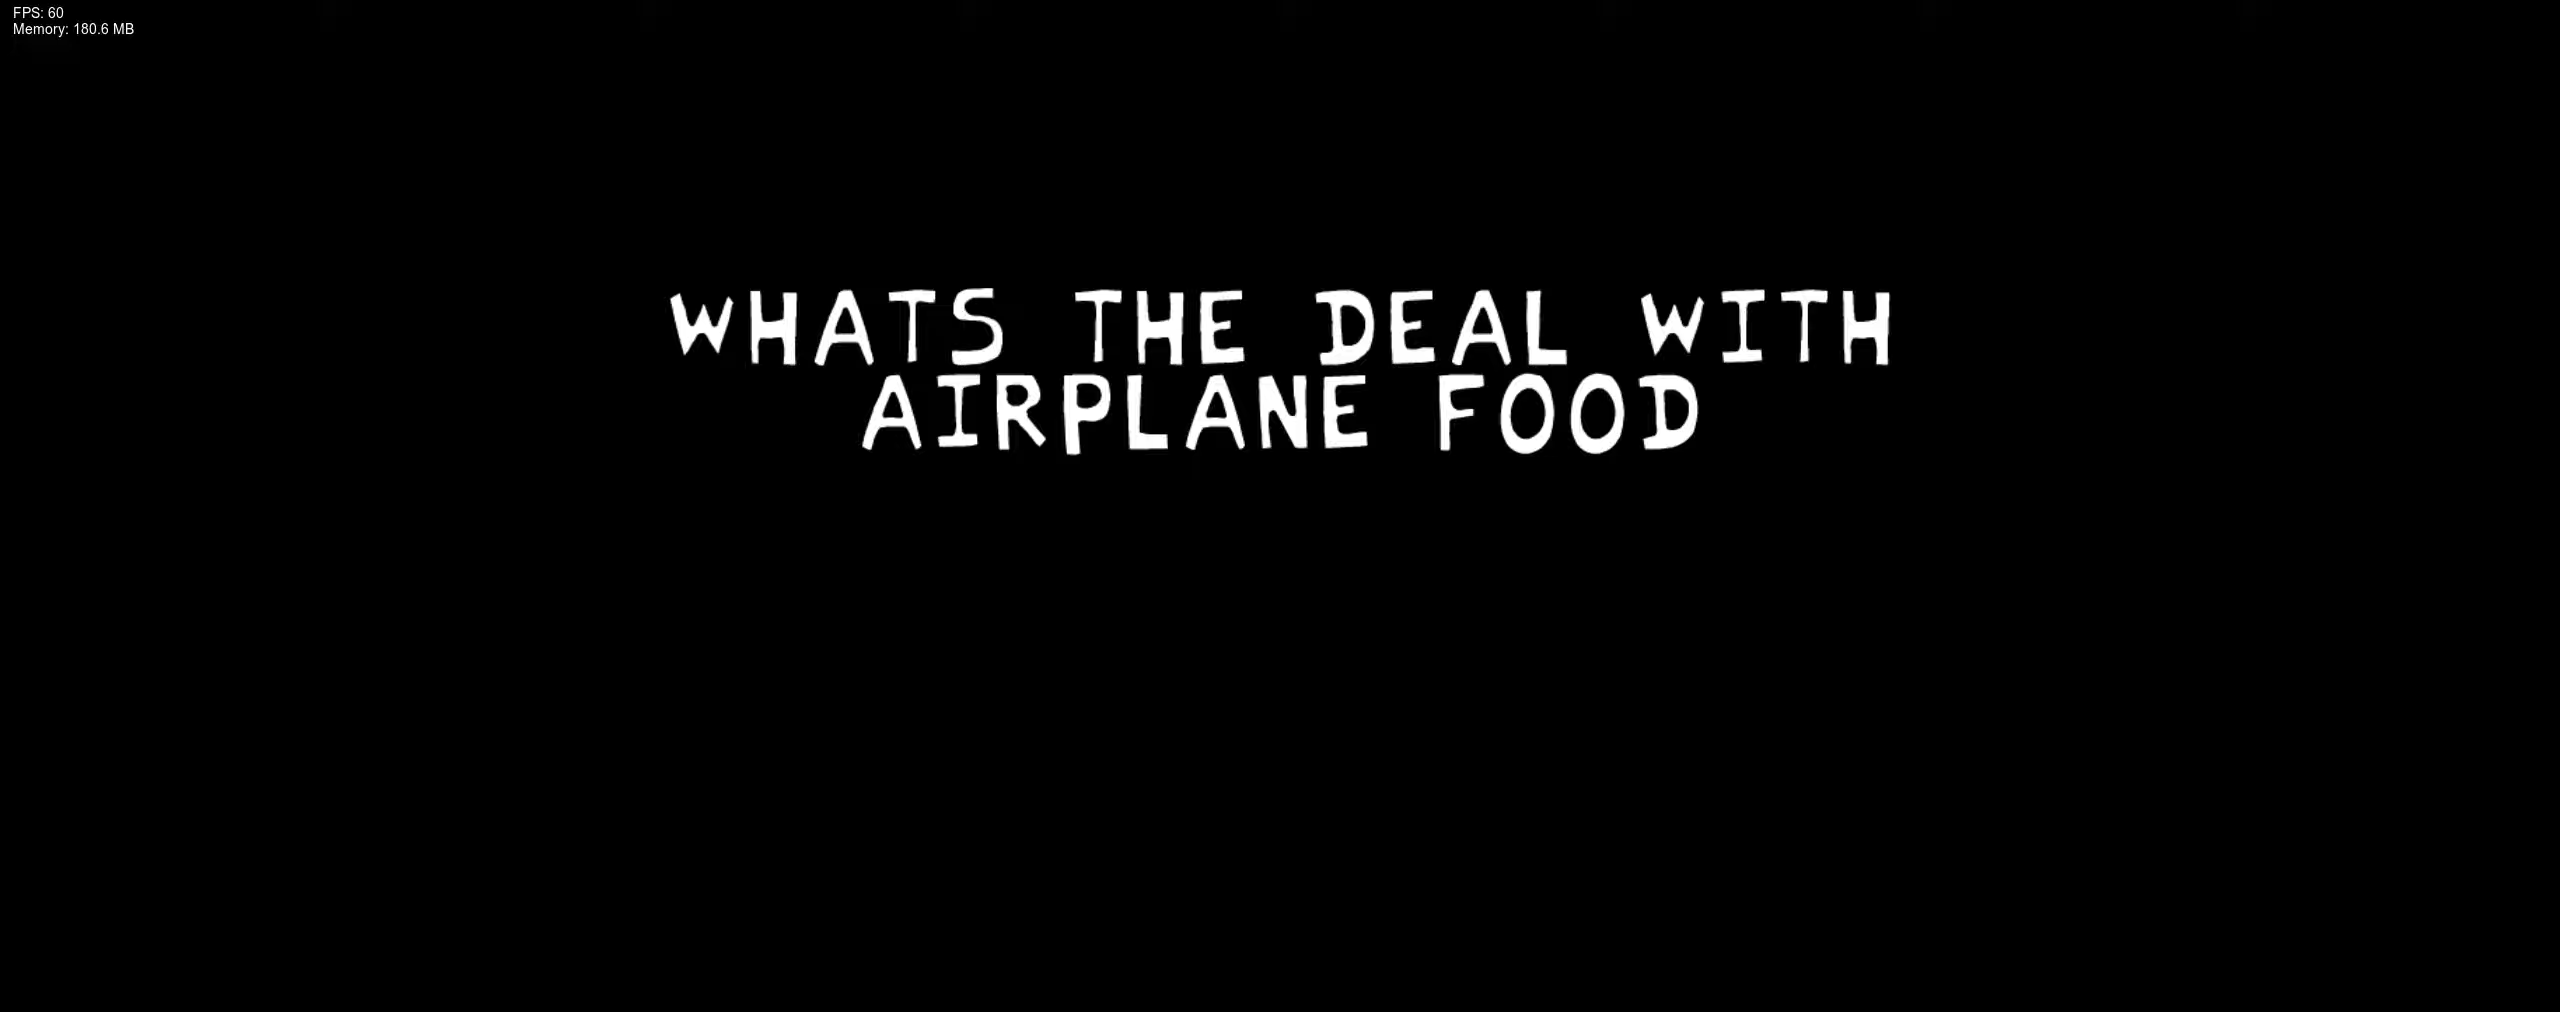 FPS: 60
Memory: 180.6 MB
WHATS THE DEAL WITH
AIRPLANE FOOD